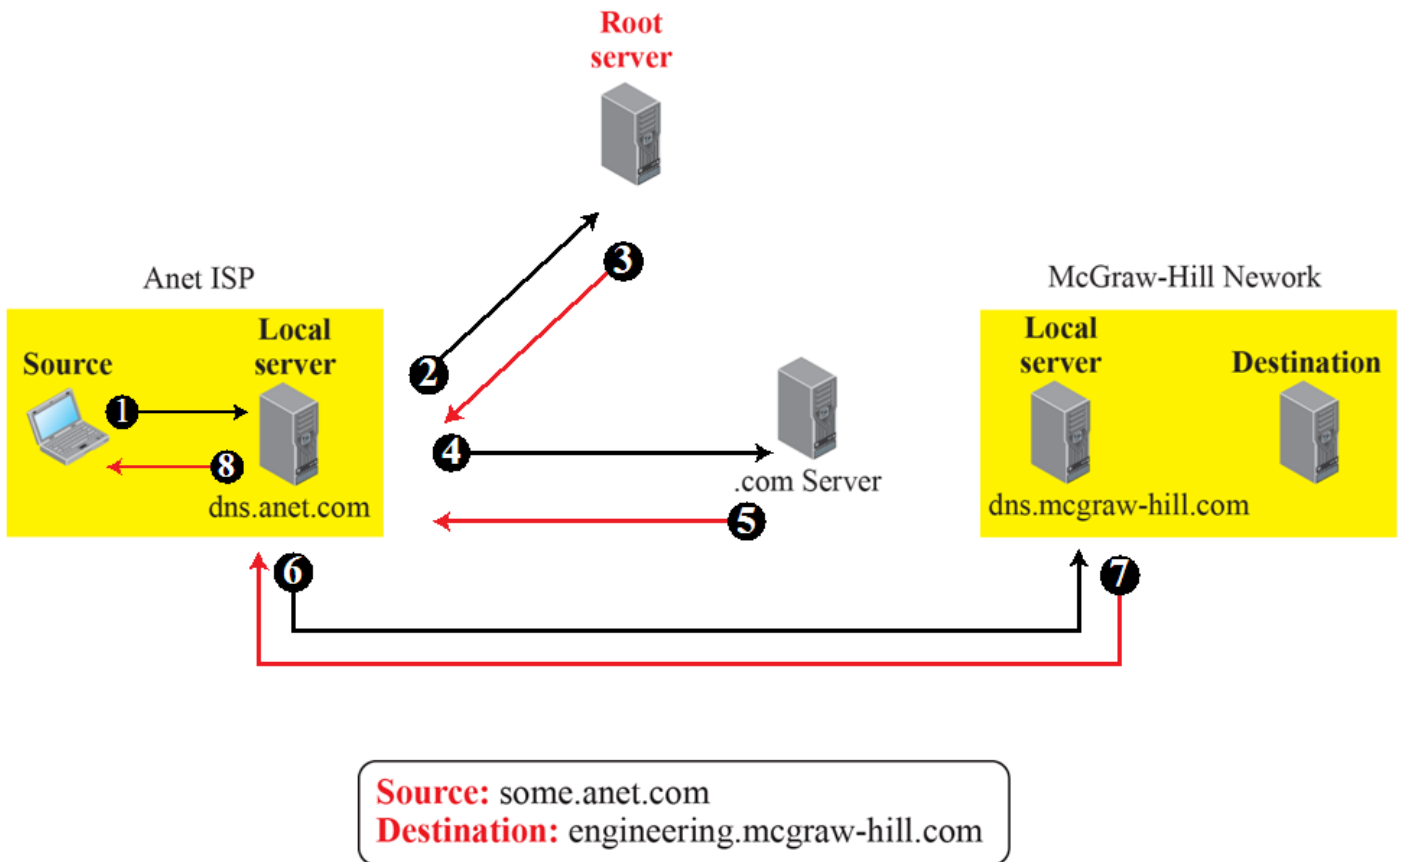 Root
server
3
Anet ISP
McGraw-Hill Nework
Local
server
Source
2
Local
server
Destination
1
4
8
.com Server
dns.anet.com
dns.mcgraw-hill.com
5
6
7
Source: some.anet.com
Destination: engineering.mcgraw-hill.com